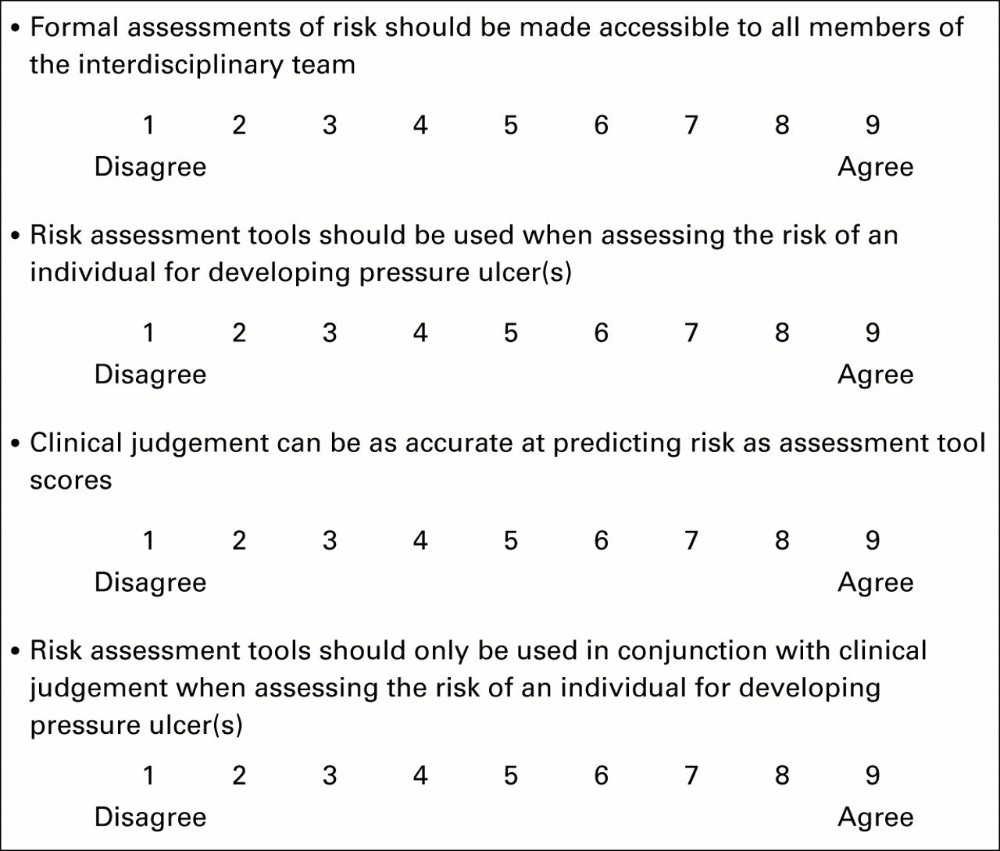 • Formal assessments of risk should be made accessible to all members of
the interdisciplinary team
1 2 3 4 5 6 7 8 9
Disagree Agree
• Risk assessment tools should be used when assessing the risk of an
individual for developing pressure ulcer(s)
1 2 3 4 5 6 7 8 9
Disagree Agree
• Clinical judgement can be as accurate at predicting risk as assessment tool
scores
1 2 3 4 5 6 7 8 9
Disagree Agree
• Risk assessment tools should only be used in conjunction with clinical
judgement when assessing the risk of an individual for developing
pressure ulcer(s)
1 2 3 4 5 6 7 8 9
Disagree Agree